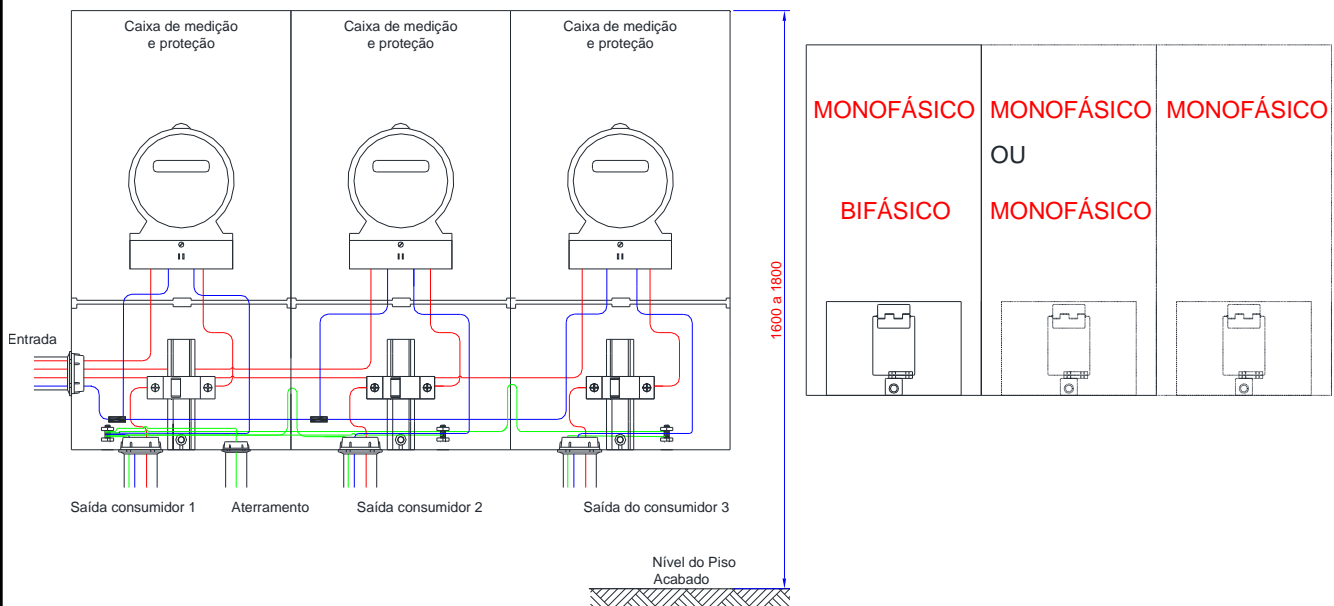 Caixa de medição
e proteção
Caixa de medição
e proteção
Caixa de medição
e proteção
Entrada
1600 a 1800
Saída consumidor 1
Aterramento
Saída consumidor 2
Saída do consumidor 3
Nível do Piso
Acabado
MONOFÁSICO
MONOFÁSICO
MONOFÁSICO
OU
BIFÁSICO
MONOFÁSICO